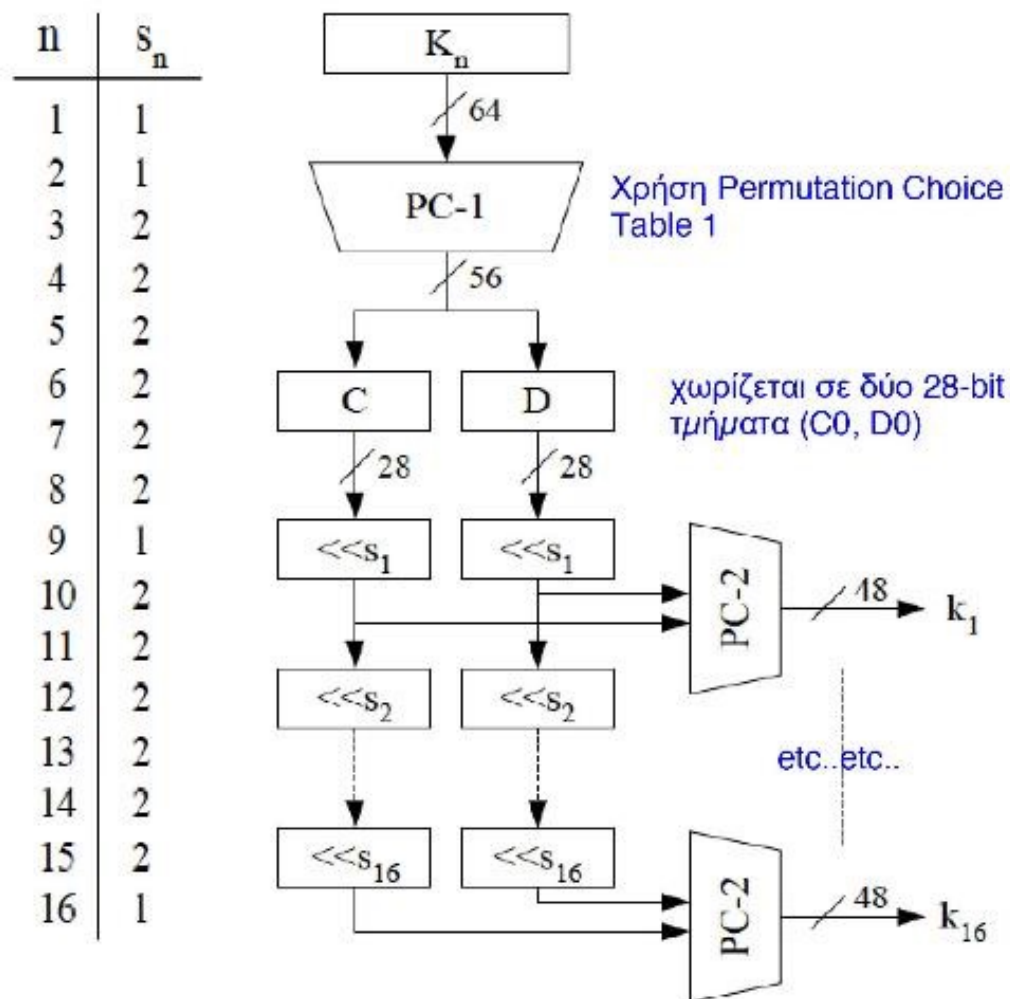 n s_n
1 1
2 1
3 2
4 2
5 2
6 2
7 2
8 2
9 1
10 2
11 2
12 2
13 2
14 2
15 2
16 1
K_n
64
PC-1
Χρήση Permutation Choice
Table 1
56
C D
χωρίζεται σε δύο 28-bit
τμήματα (C0, D0)
28 28
<<s_1 <<s_1
PC-2
48
k_1
<<s_2 <<s_2
etc..etc..
<<s_16 <<s_16
PC-2
48
k_16